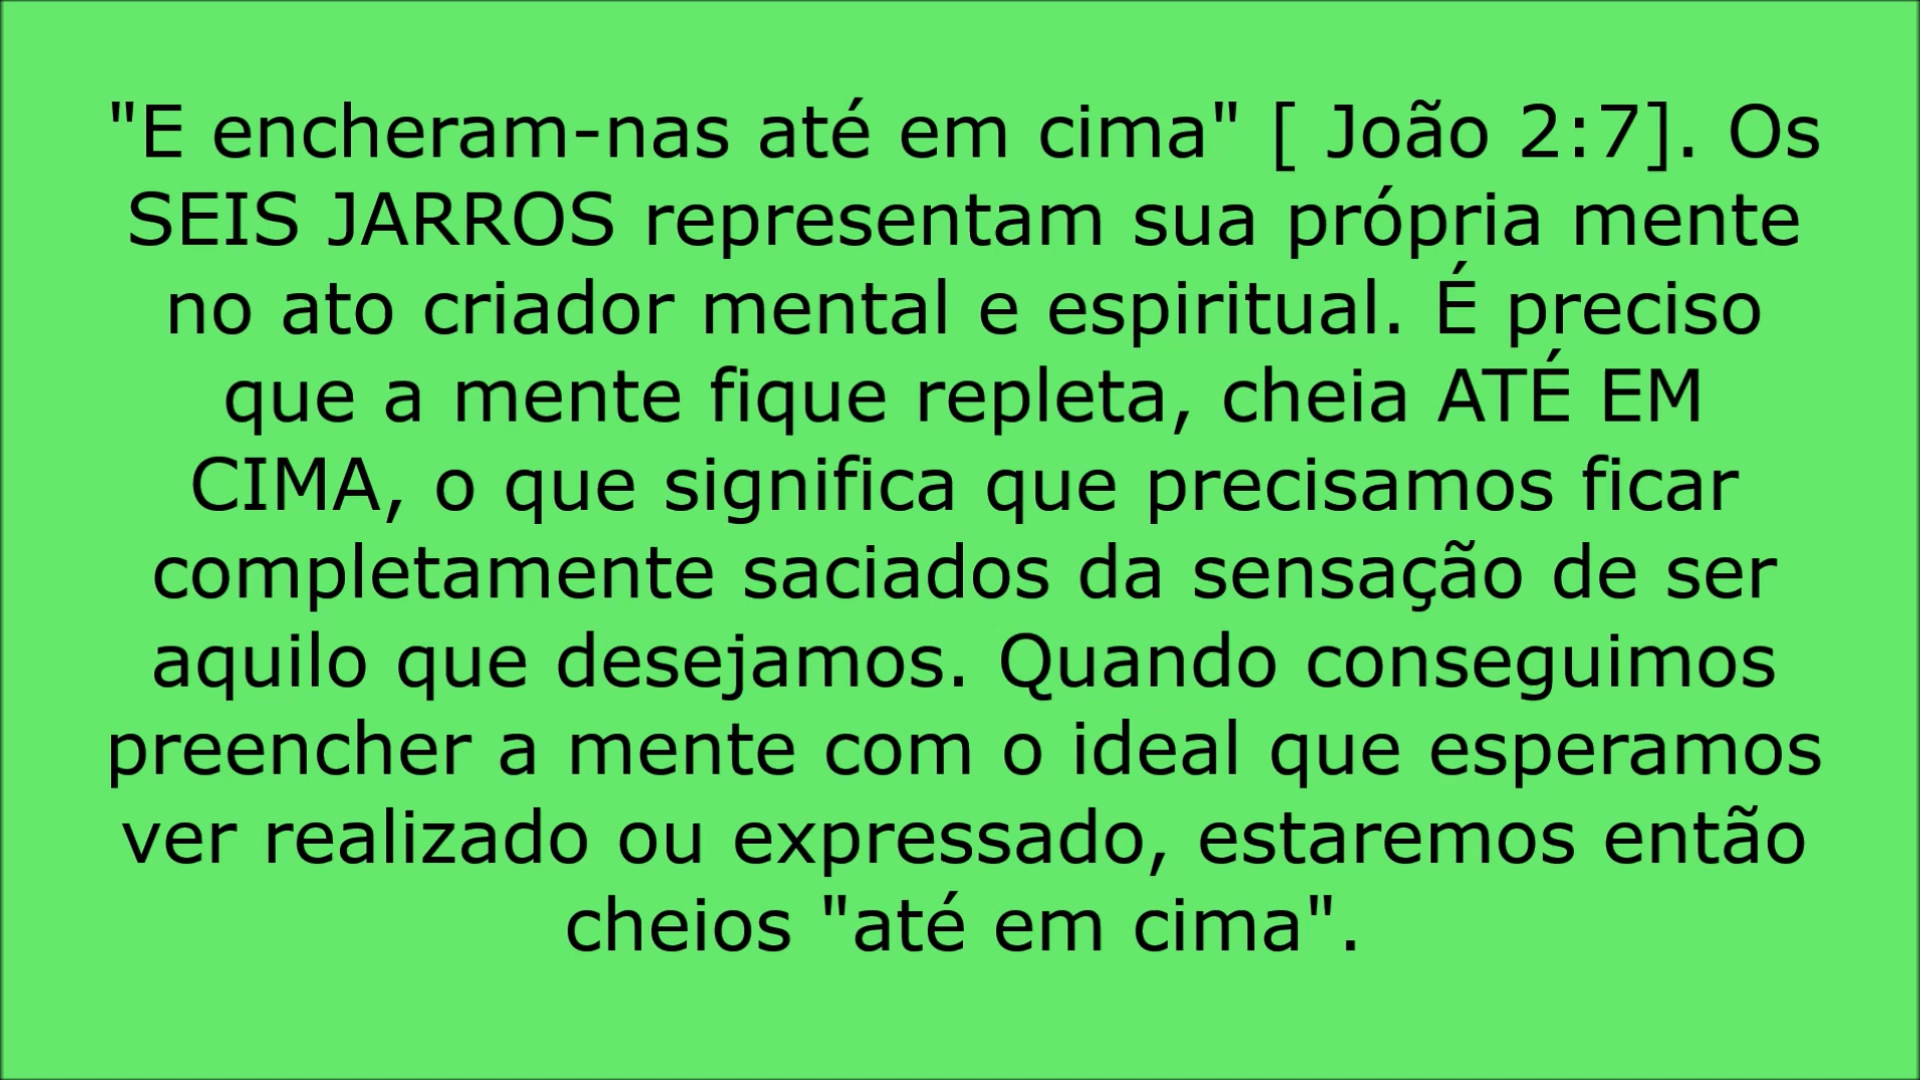 "E encheram-nas até em cima" [ João 2:7]. Os
SEIS JARROS representam sua própria mente
no ato criador mental e espiritual. É preciso
que a mente fique repleta, cheia ATÉ EM
CIMA, o que significa que precisamos ficar
completamente saciados da sensação de ser
aquilo que desejamos. Quando conseguimos
preencher a mente com o ideal que esperamos
ver realizado ou expressado, estaremos então
cheios "até em cima".